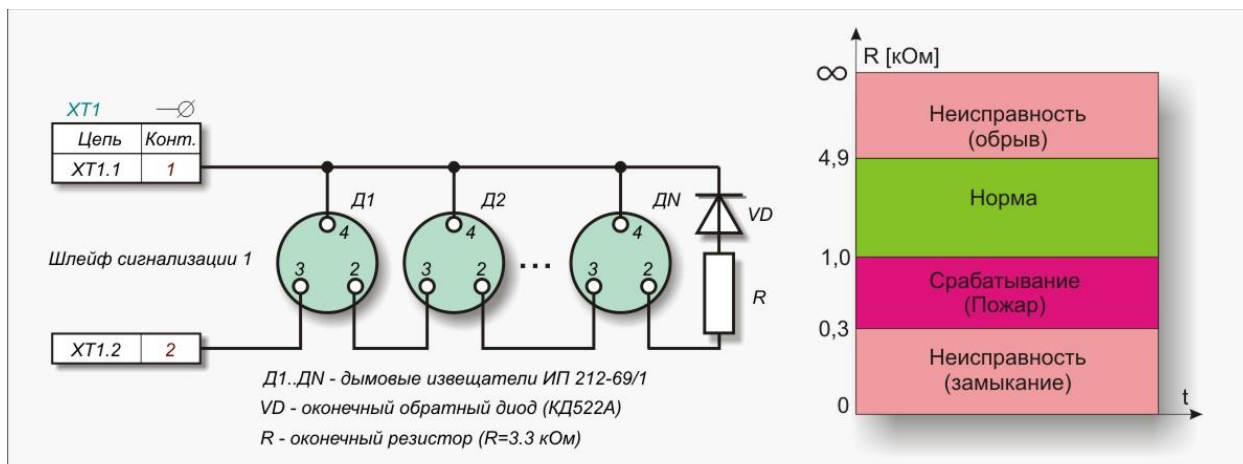 XT1
Цепь Конт.
XT1.1 1
Д1 Д2 ДN VD
4 4 4
Шлейф сигнализации 1
3 2 3 2 ... 3 2
R
XT1.2 2
Д1..ДN - дымовые извещатели ИП 212-69/1
VD - оконечный обратный диод (КД522А)
R - оконечный резистор (R=3.3 кОм)
R [кОм]
∞
Неисправность
(обрыв)
4,9
Норма
1,0
Срабатывание
(Пожар)
0,3
Неисправность
(замыкание)
0
t